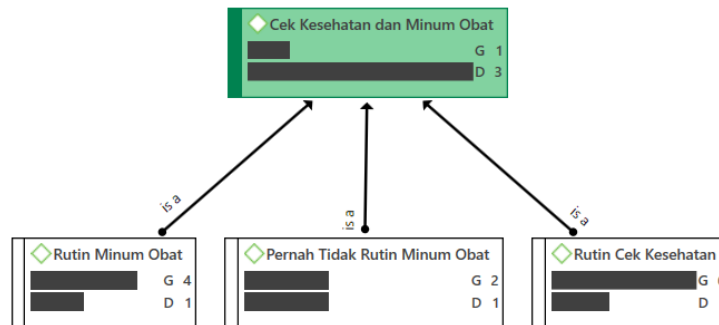 Cek Kesehatan dan Minum Obat
G 1
D 3
is a
is a
is a
Rutin Minum Obat
G 4
D 1
Pernah Tidak Rutin Minum Obat
G 2
D 1
Rutin Cek Kesehatan
G
D